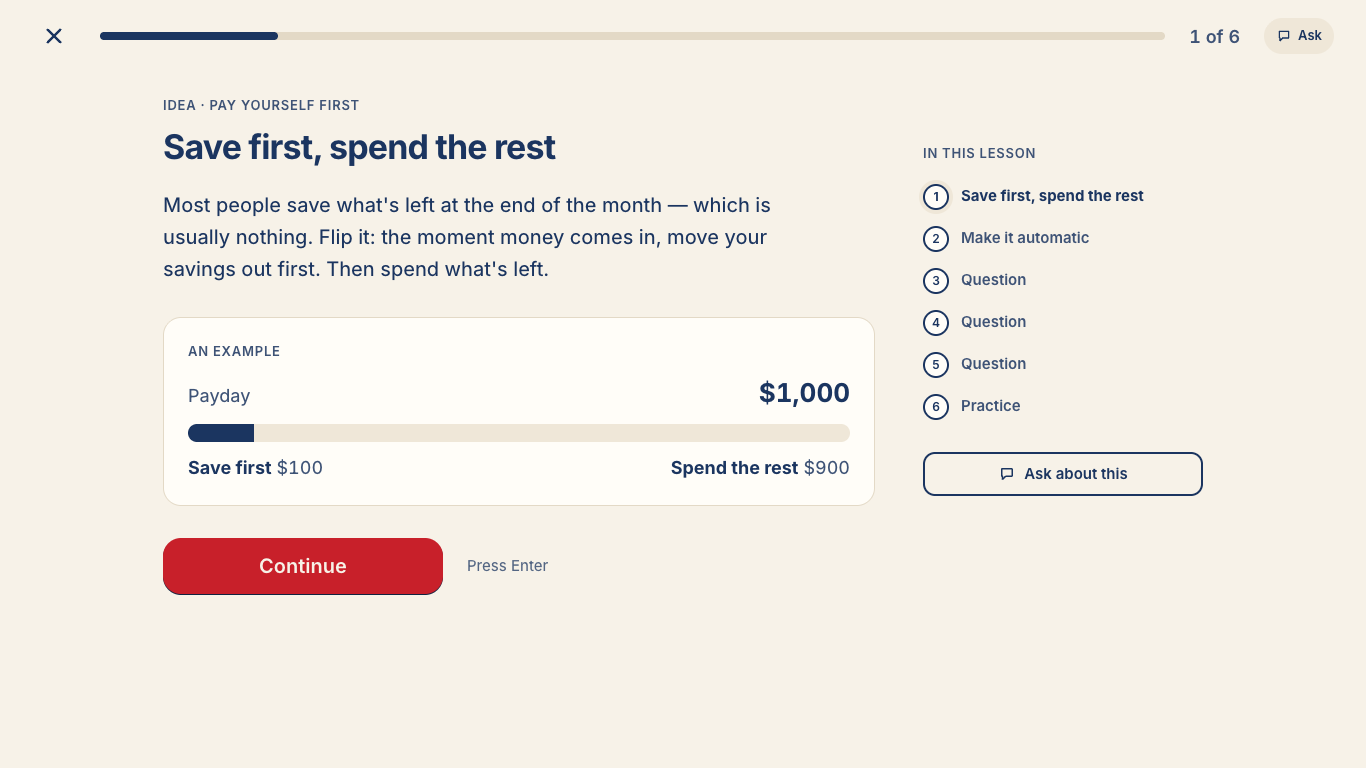 1 of 6
Ask
IDEA · PAY YOURSELF FIRST
Save first, spend the rest
Most people save what's left at the end of the month — which is
usually nothing. Flip it: the moment money comes in, move your
savings out first. Then spend what's left.
AN EXAMPLE
Payday $1,000
Save first $100 Spend the rest $900
Continue
Press Enter
IN THIS LESSON
1 Save first, spend the rest
2 Make it automatic
3 Question
4 Question
5 Question
6 Practice
Ask about this